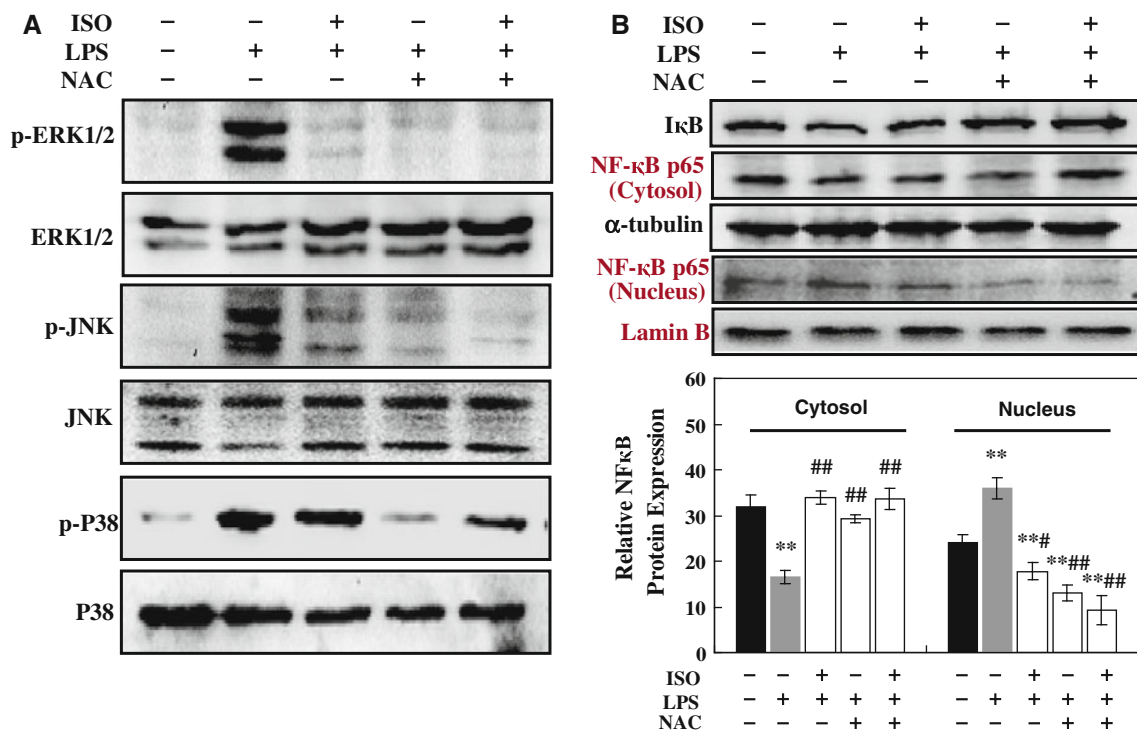 A
ISO – – + – +
LPS – + + + +
NAC – – – + +
p-ERK1/2
ERK1/2
p-JNK
JNK
p-P38
P38
B
ISO – – + – +
LPS – + + + +
NAC – – – + +
IκB
NF-κB p65
(Cytosol)
α-tubulin
NF-κB p65
(Nucleus)
Lamin B
Relative NFκB
Protein Expression
60
50
40
30
20
10
0
Cytosol
Nucleus
**
##
##
##
**
**#
**##
**##
ISO – – + – + – – + – +
LPS – + + + + – + + + +
NAC – – – + + – – – + +